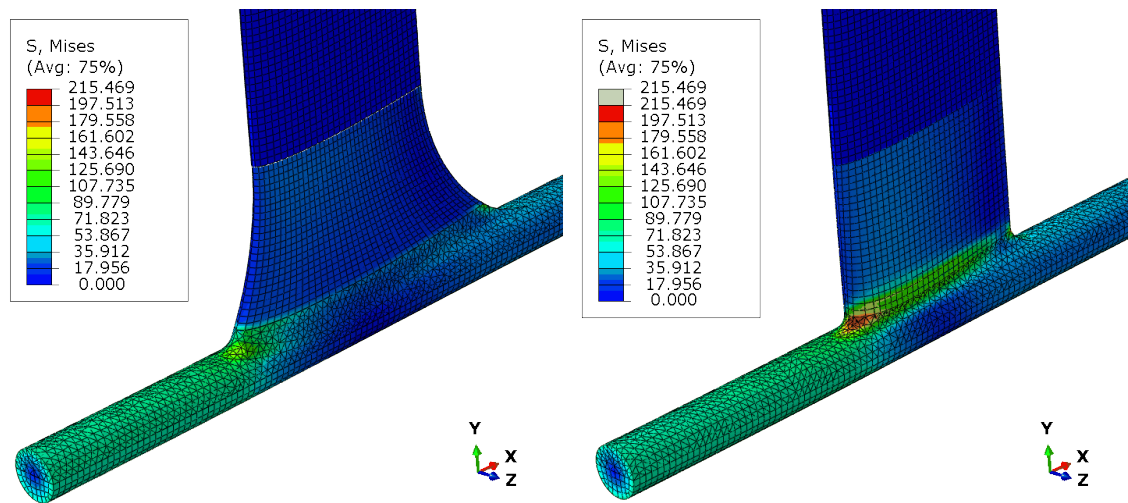 S, Mises
(Avg: 75%)
215.469
197.513
179.558
161.602
143.646
125.690
107.735
89.779
71.823
53.867
35.912
17.956
0.000
Y
X
Z
S, Mises
(Avg: 75%)
215.469
215.469
197.513
179.558
161.602
143.646
125.690
107.735
89.779
71.823
53.867
35.912
17.956
0.000
Y
X
Z